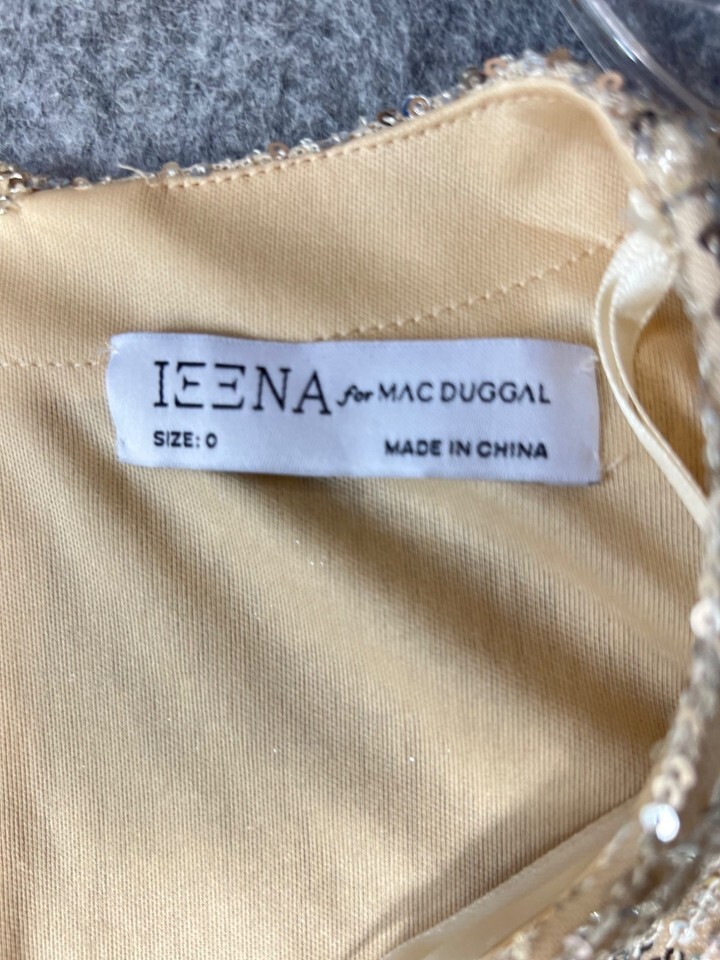 IEENA for MAC DUGGAL
SIZE: 0
MADE IN CHINA